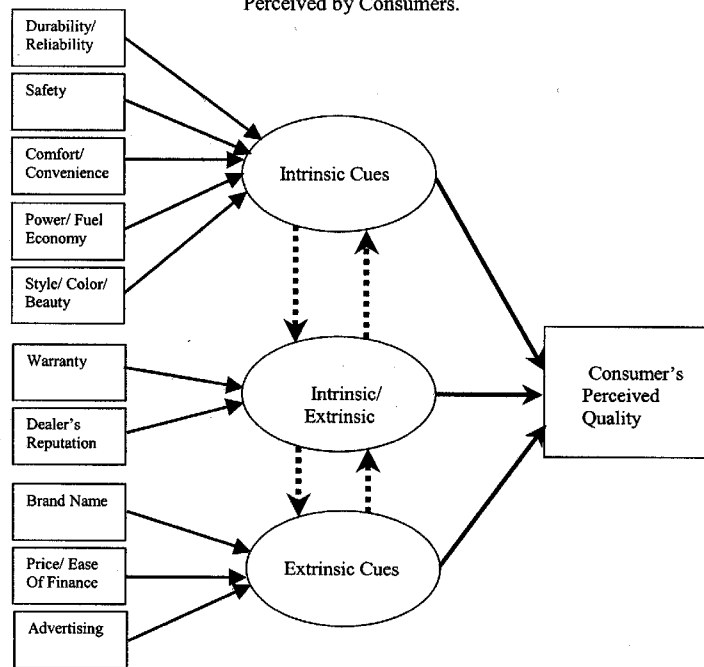 Perceived by Consumers.
Durability/
Reliability
Safety
Comfort/
Convenience
Power/ Fuel
Economy
Style/ Color/
Beauty
Warranty
Dealer's
Reputation
Brand Name
Price/ Ease
Of Finance
Advertising
Intrinsic Cues
Intrinsic/
Extrinsic
Extrinsic Cues
Consumer's
Perceived
Quality